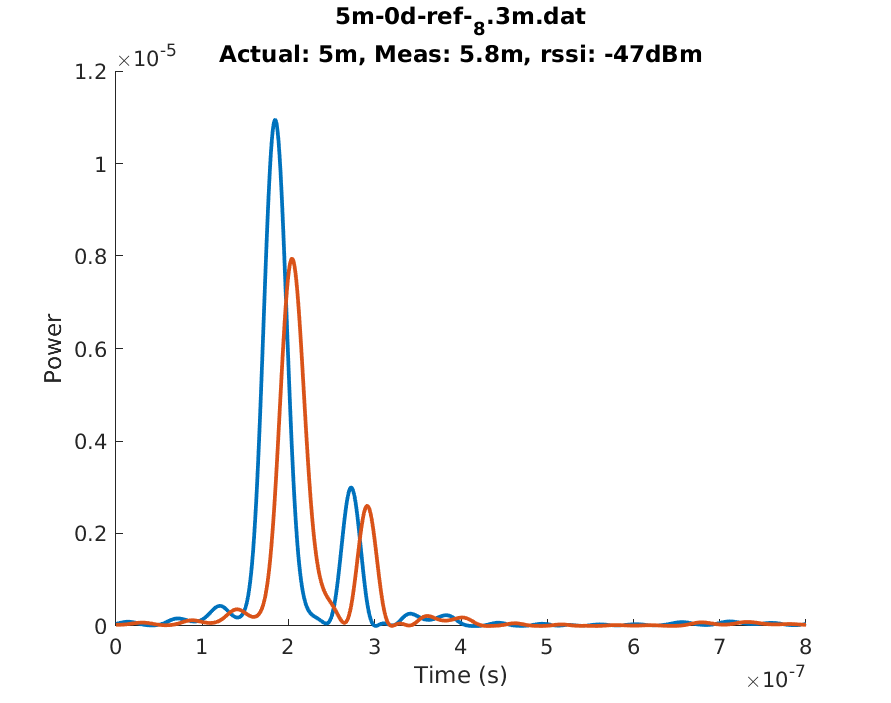 5m-0d-ref-₈.3m.dat
Actual: 5m, Meas: 5.8m, rssi: -47dBm
×10⁻⁵
1.2
1
0.8
0.6
0.4
0.2
0
Power
0 1 2 3 4 5 6 7 8
Time (s)
×10⁻⁷